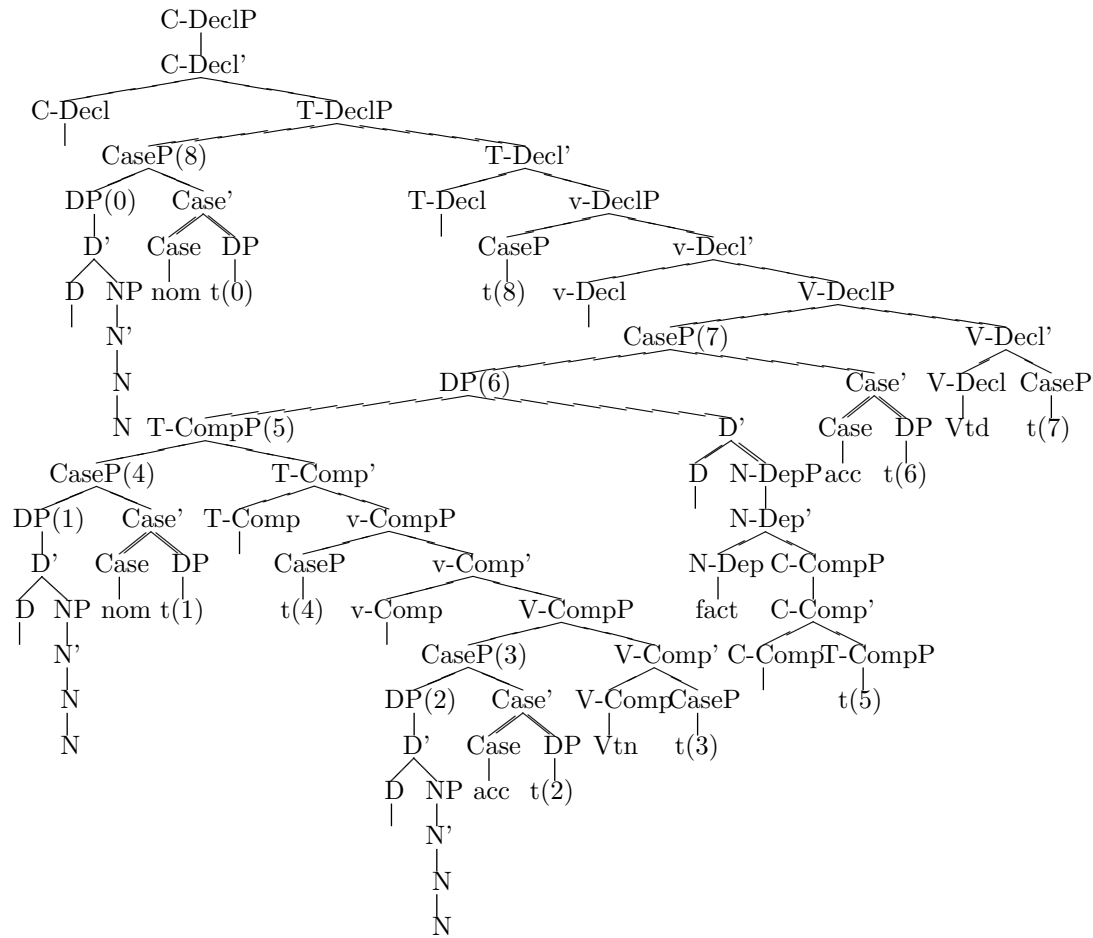 C-DeclP
C-Decl'
C-Decl T-DeclP
CaseP(8) T-Decl'
DP(0) Case' T-Decl v-DeclP
D' Case DP CaseP v-Decl'
D NP nom t(0) t(8) v-Decl V-DeclP
N' CaseP(7) V-Decl'
N DP(6) Case' V-Decl CaseP
N T-CompP(5) D' Case DP Vtd t(7)
CaseP(4) T-Comp' D N-DepP acc t(6)
DP(1) Case' T-Comp v-CompP N-Dep'
D' Case DP CaseP v-Comp' N-Dep C-CompP
D NP nom t(1) t(4) v-Comp V-CompP fact C-Comp'
N' CaseP(3) V-Comp' C-Comp T-CompP
N DP(2) Case' V-Comp CaseP t(5)
N D' Case DP Vtn t(3)
D NP acc t(2)
N'
N
N